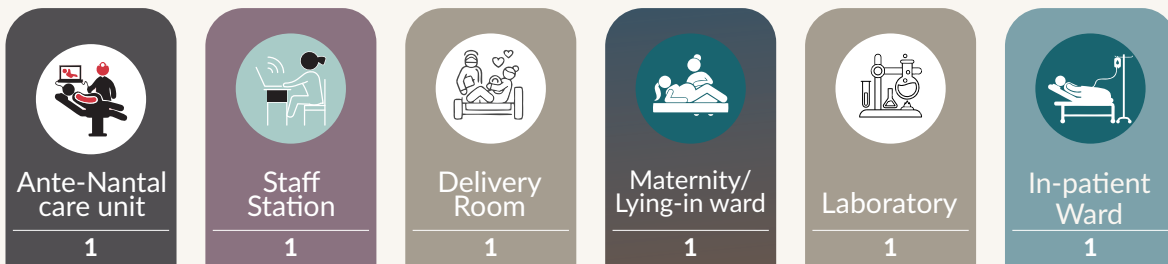 Ante-Nantal
care unit
1
Staff
Station
1
Delivery
Room
1
Maternity/
Lying-in ward
1
Laboratory
1
In-patient
Ward
1